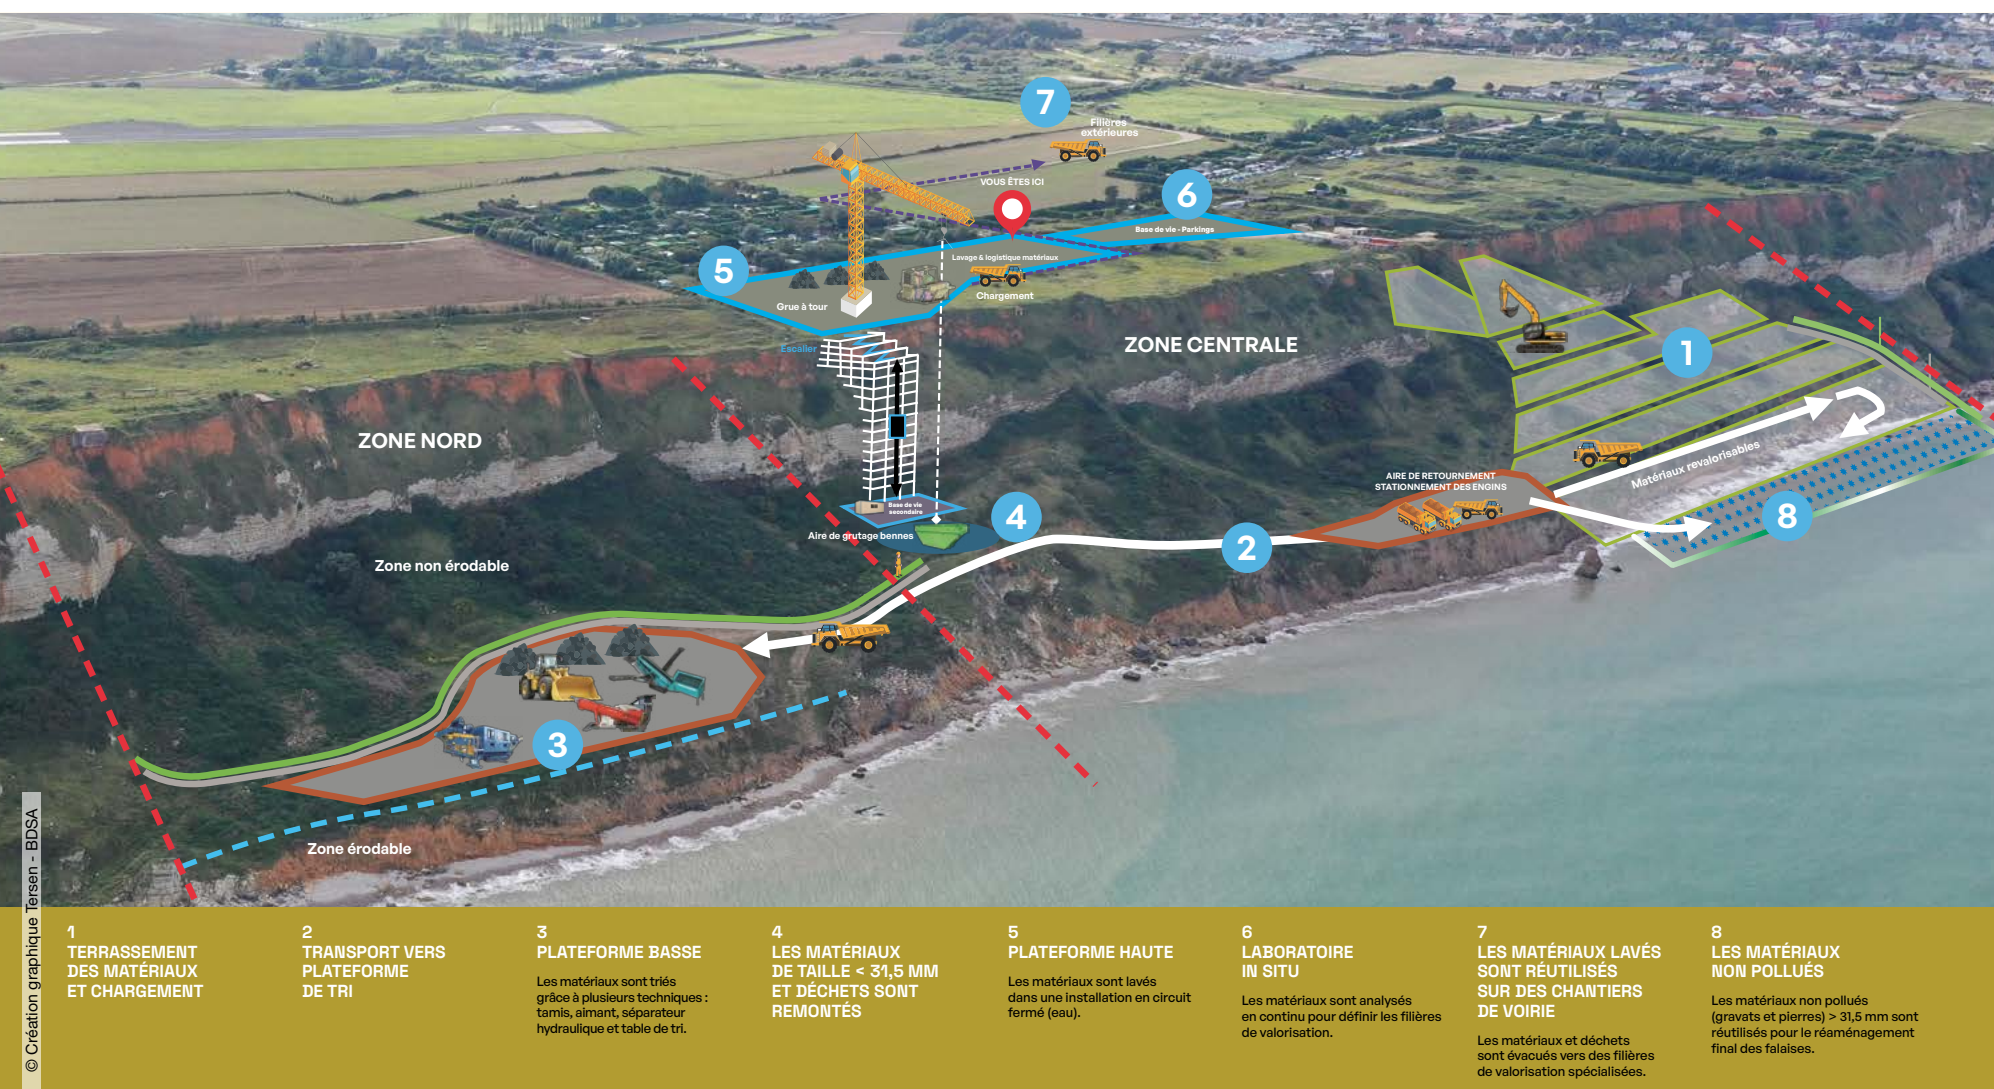 7
Filières
extérieures
VOUS ÊTES ICI
6
Base de vie - Parkings
5
Lavage & logistique matériaux
Chargement
Grue à tour
Escalier
ZONE CENTRALE
1
ZONE NORD
Matériaux revalorisables
AIRE DE RETOURNEMENT
STATIONNEMENT DES ENGINS
Base de vie
secondaire
4
8
Aire de grutage bennes
2
Zone non érodable
3
Zone érodable
© Création graphique Tersen - BDSA
1
TERRASSEMENT
DES MATÉRIAUX
ET CHARGEMENT
2
TRANSPORT VERS
PLATEFORME
DE TRI
3
PLATEFORME BASSE
Les matériaux sont triés
grâce à plusieurs techniques :
tamis, aimant, séparateur
hydraulique et table de tri.
4
LES MATÉRIAUX
DE TAILLE < 31,5 MM
ET DÉCHETS SONT
REMONTÉS
5
PLATEFORME HAUTE
Les matériaux sont lavés
dans une installation en circuit
fermé (eau).
6
LABORATOIRE
IN SITU
Les matériaux sont analysés
en continu pour définir les filières
de valorisation.
7
LES MATÉRIAUX LAVÉS
SONT RÉUTILISÉS
SUR DES CHANTIERS
DE VOIRIE
Les matériaux et déchets
sont évacués vers des filières
de valorisation spécialisées.
8
LES MATÉRIAUX
NON POLLUÉS
Les matériaux non pollués
(gravats et pierres) > 31,5 mm sont
réutilisés pour le réaménagement
final des falaises.